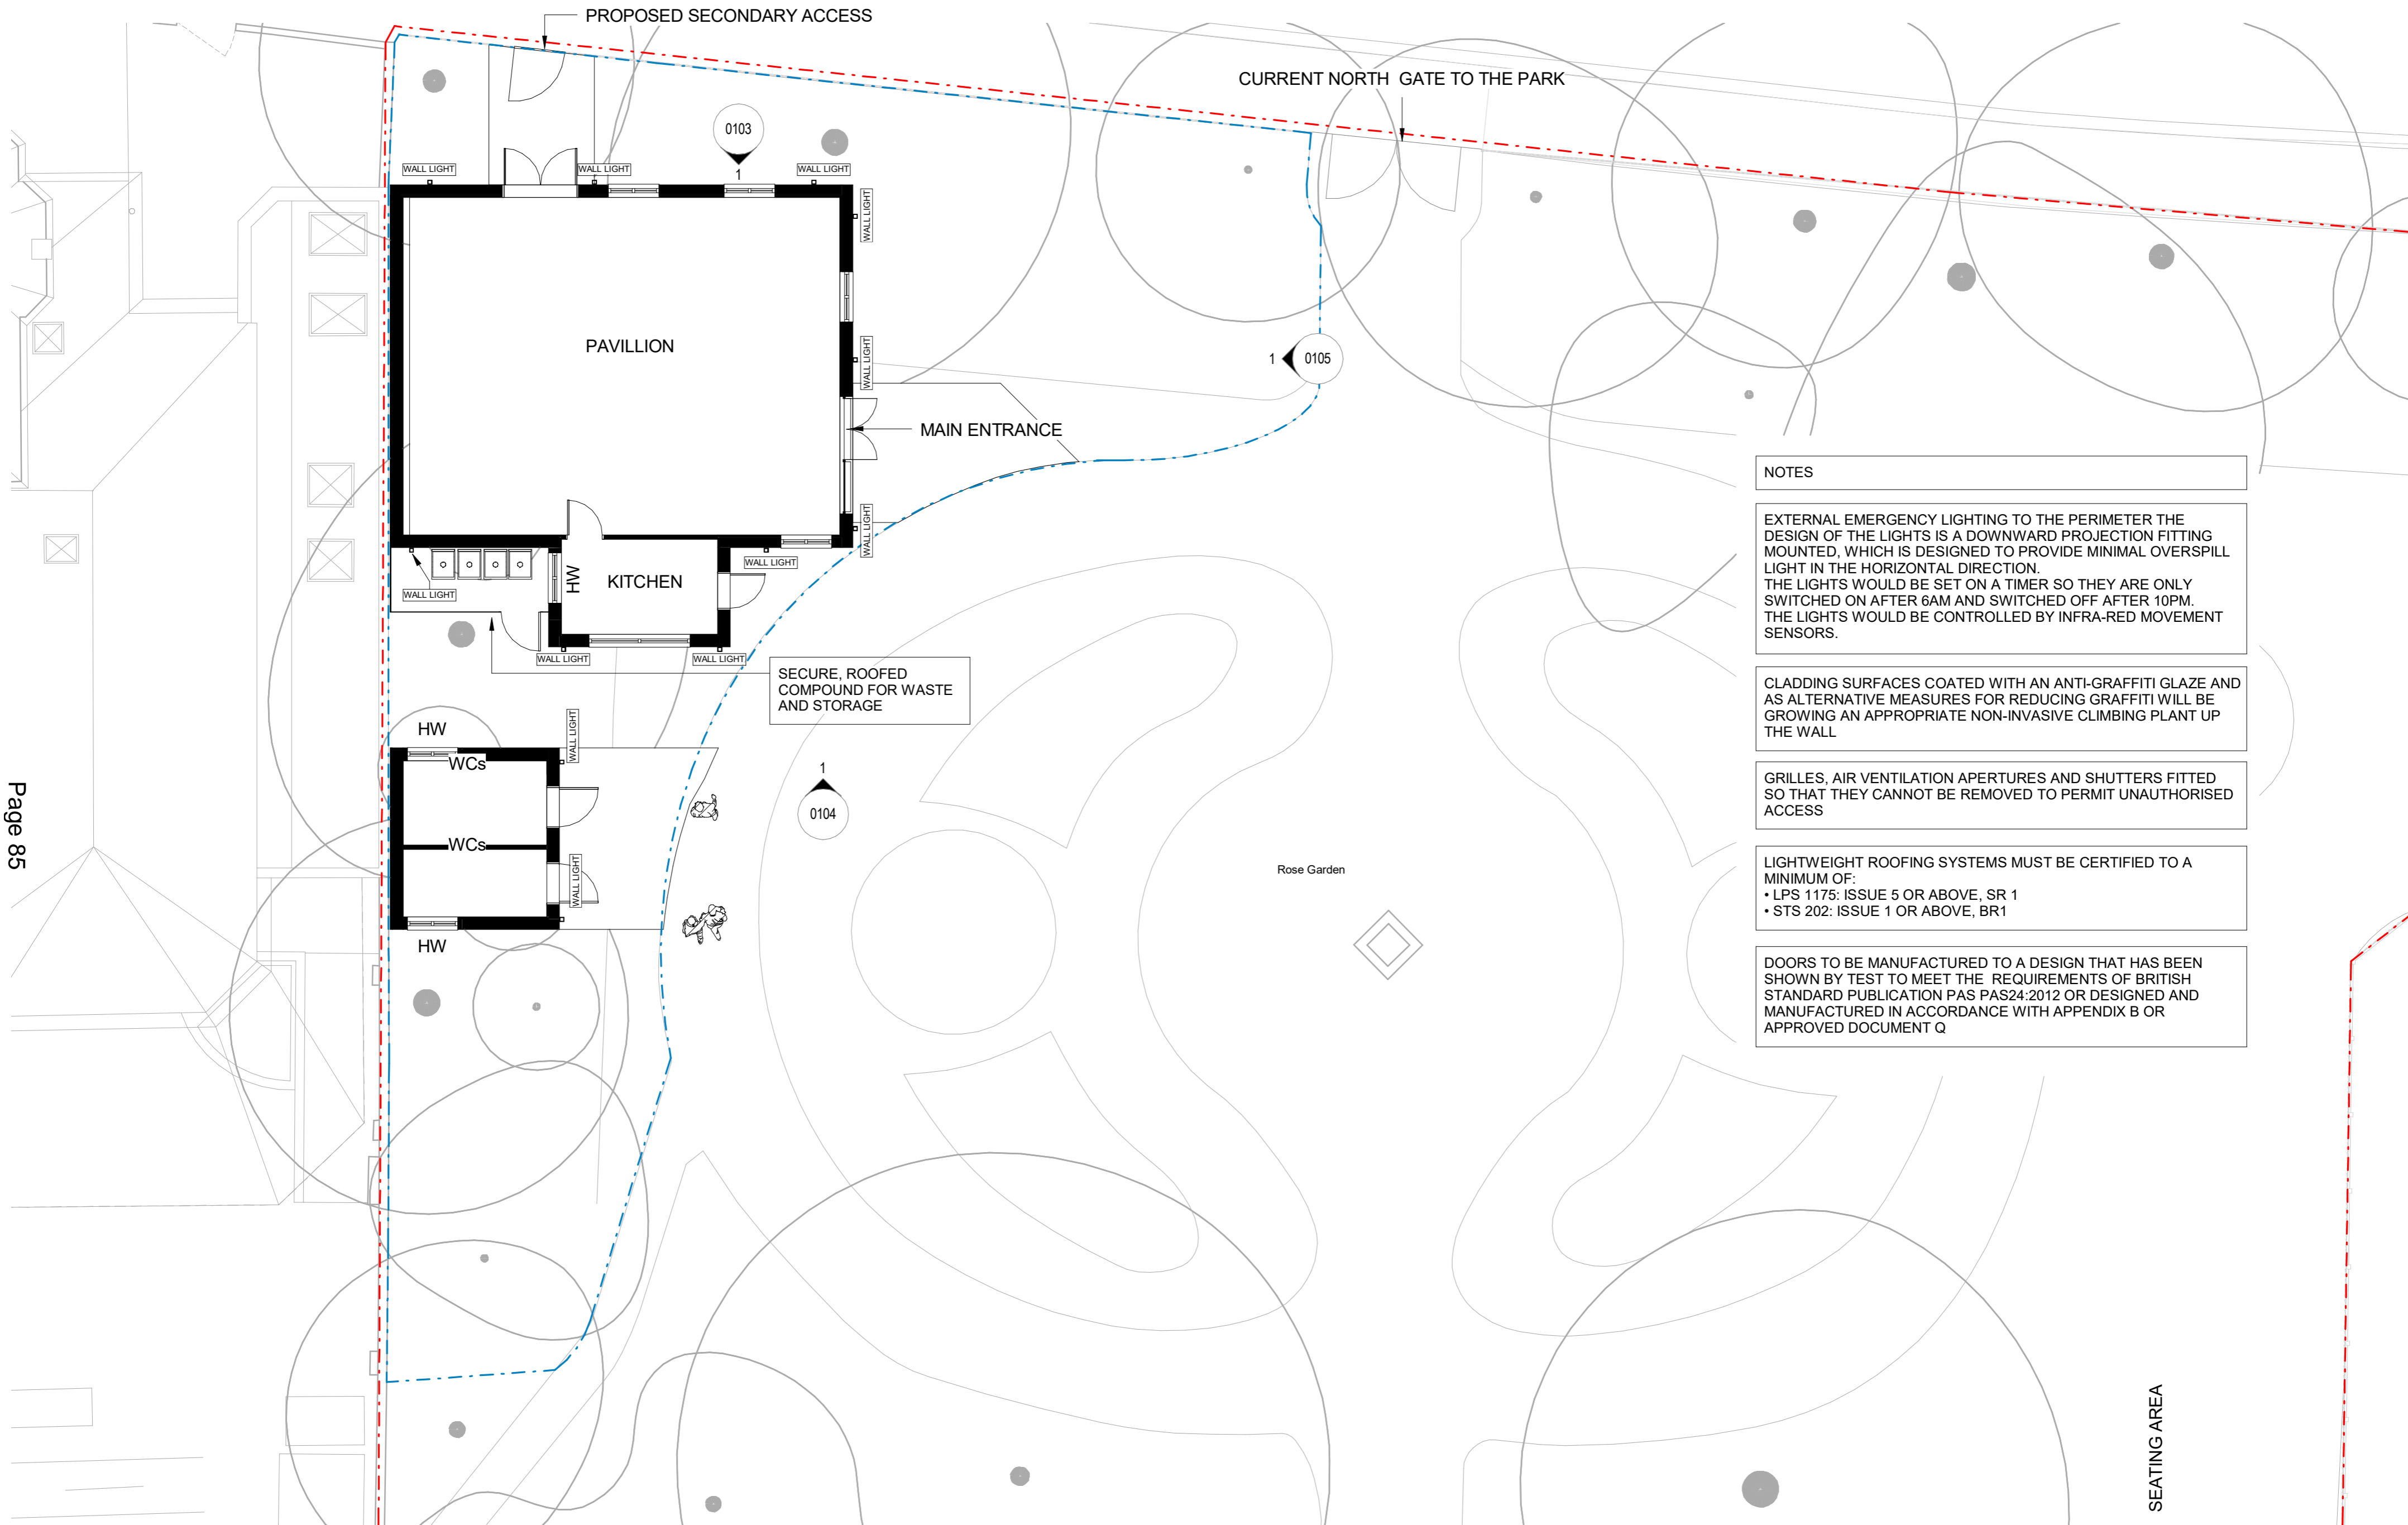 PROPOSED SECONDARY ACCESS
CURRENT NORTH GATE TO THE PARK
0103
1
WALL LIGHT
WALL LIGHT
WALL LIGHT
WALL LIGHT
PAVILLION
WALL LIGHT
1
0105
MAIN ENTRANCE
WALL LIGHT
WALL LIGHT
HW
KITCHEN
WALL LIGHT
WALL LIGHT
WALL LIGHT
SECURE, ROOFED
COMPOUND FOR WASTE
AND STORAGE
HW
WALL LIGHT
WCs
1
0104
WCs
WALL LIGHT
HW
Rose Garden
Page 85
NOTES
EXTERNAL EMERGENCY LIGHTING TO THE PERIMETER THE
DESIGN OF THE LIGHTS IS A DOWNWARD PROJECTION FITTING
MOUNTED, WHICH IS DESIGNED TO PROVIDE MINIMAL OVERSPILL
LIGHT IN THE HORIZONTAL DIRECTION.
THE LIGHTS WOULD BE SET ON A TIMER SO THEY ARE ONLY
SWITCHED ON AFTER 6AM AND SWITCHED OFF AFTER 10PM.
THE LIGHTS WOULD BE CONTROLLED BY INFRA-RED MOVEMENT
SENSORS.
CLADDING SURFACES COATED WITH AN ANTI-GRAFFITI GLAZE AND
AS ALTERNATIVE MEASURES FOR REDUCING GRAFFITI WILL BE
GROWING AN APPROPRIATE NON-INVASIVE CLIMBING PLANT UP
THE WALL
GRILLES, AIR VENTILATION APERTURES AND SHUTTERS FITTED
SO THAT THEY CANNOT BE REMOVED TO PERMIT UNAUTHORISED
ACCESS
LIGHTWEIGHT ROOFING SYSTEMS MUST BE CERTIFIED TO A
MINIMUM OF:
• LPS 1175: ISSUE 5 OR ABOVE, SR 1
• STS 202: ISSUE 1 OR ABOVE, BR1
DOORS TO BE MANUFACTURED TO A DESIGN THAT HAS BEEN
SHOWN BY TEST TO MEET THE REQUIREMENTS OF BRITISH
STANDARD PUBLICATION PAS PAS24:2012 OR DESIGNED AND
MANUFACTURED IN ACCORDANCE WITH APPENDIX B OR
APPROVED DOCUMENT Q
SEATING AREA